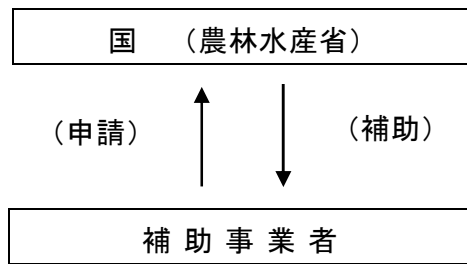 国　（農林水産省）
（申請）
（補助）
補 助 事 業 者